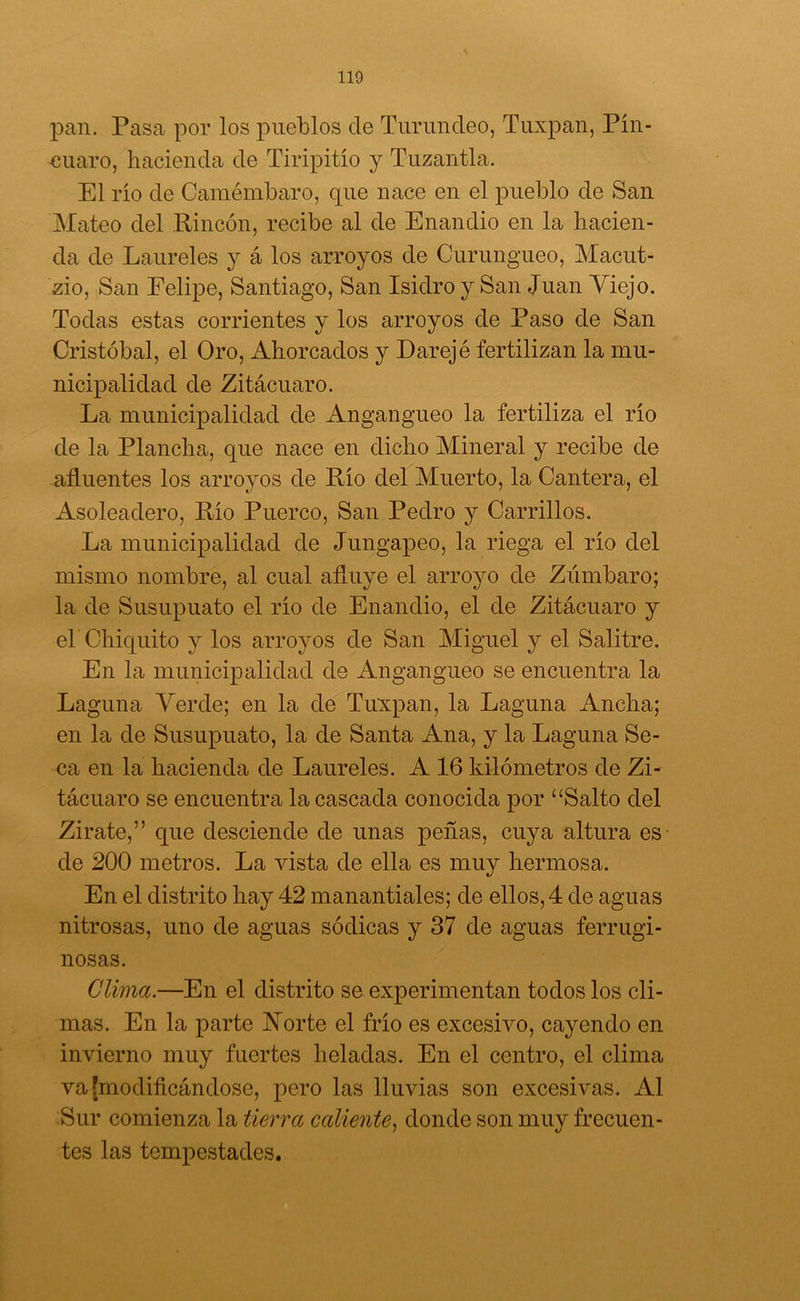 119
pan. Pasa por los pueblos de Turundeo, Tuxpan, Pín-
cuaro, hacienda de Tiripitío y Tuzantla.
El río de Camémbaro, que nace en el pueblo de San
Mateo del Rincón, recibe al de Enandio en la hacien-
da de Laureles y á los arroyos de Curungueo, Macut-
zio, San Felipe, Santiago, San Isidro y San Juan Viejo.
Todas estas corrientes y los arroyos de Paso de San
Cristóbal, el Oro, Ahorcados y Darejé fertilizan la mu-
nicipalidad de Zitácuaro.
La municipalidad de Angangueo la fertiliza el río
de la Plancha, que nace en dicho Mineral y recibe de
afluentes los arroyos de Río del Muerto, la Cantera, el
Asoleadero, Río Puerco, San Pedro y Carrillos.
La municipalidad de Jungapeo, la riega el río del
mismo nombre, al cual afluye el arroyo de Zúmbaro;
la de Susupuato el río de Enandio, el de Zitácuaro y
el Chiquito y los arroyos de San Miguel y el Salitre.
En la municipalidad de Angangueo se encuentra la
Laguna Verde; en la de Tuxpan, la Laguna Ancha;
en la de Susupuato, la de Santa Ana, y la Laguna Se-
ca en la hacienda de Laureles. A 16 kilómetros de Zi-
tácuaro se encuentra la cascada conocida por “Salto del
Zirate,” que desciende de unas peñas, cuya altura es
de 200 metros. La vista de ella es muy hermosa.
En el distrito hay 42 manantiales; de ellos, 4 de aguas
nitrosas, uno de aguas sódicas y 37 de aguas ferrugi-
nosas.
Clima.—En el distrito se experimentan todos los cli-
mas. En la parte Norte el frío es excesivo, cayendo en
invierno muy fuertes heladas. En el centro, el clima
va[modificándose, pero las lluvias son excesivas. Al
Sur comienza la tierra caliente, donde son muy frecuen-
tes las tempestades.